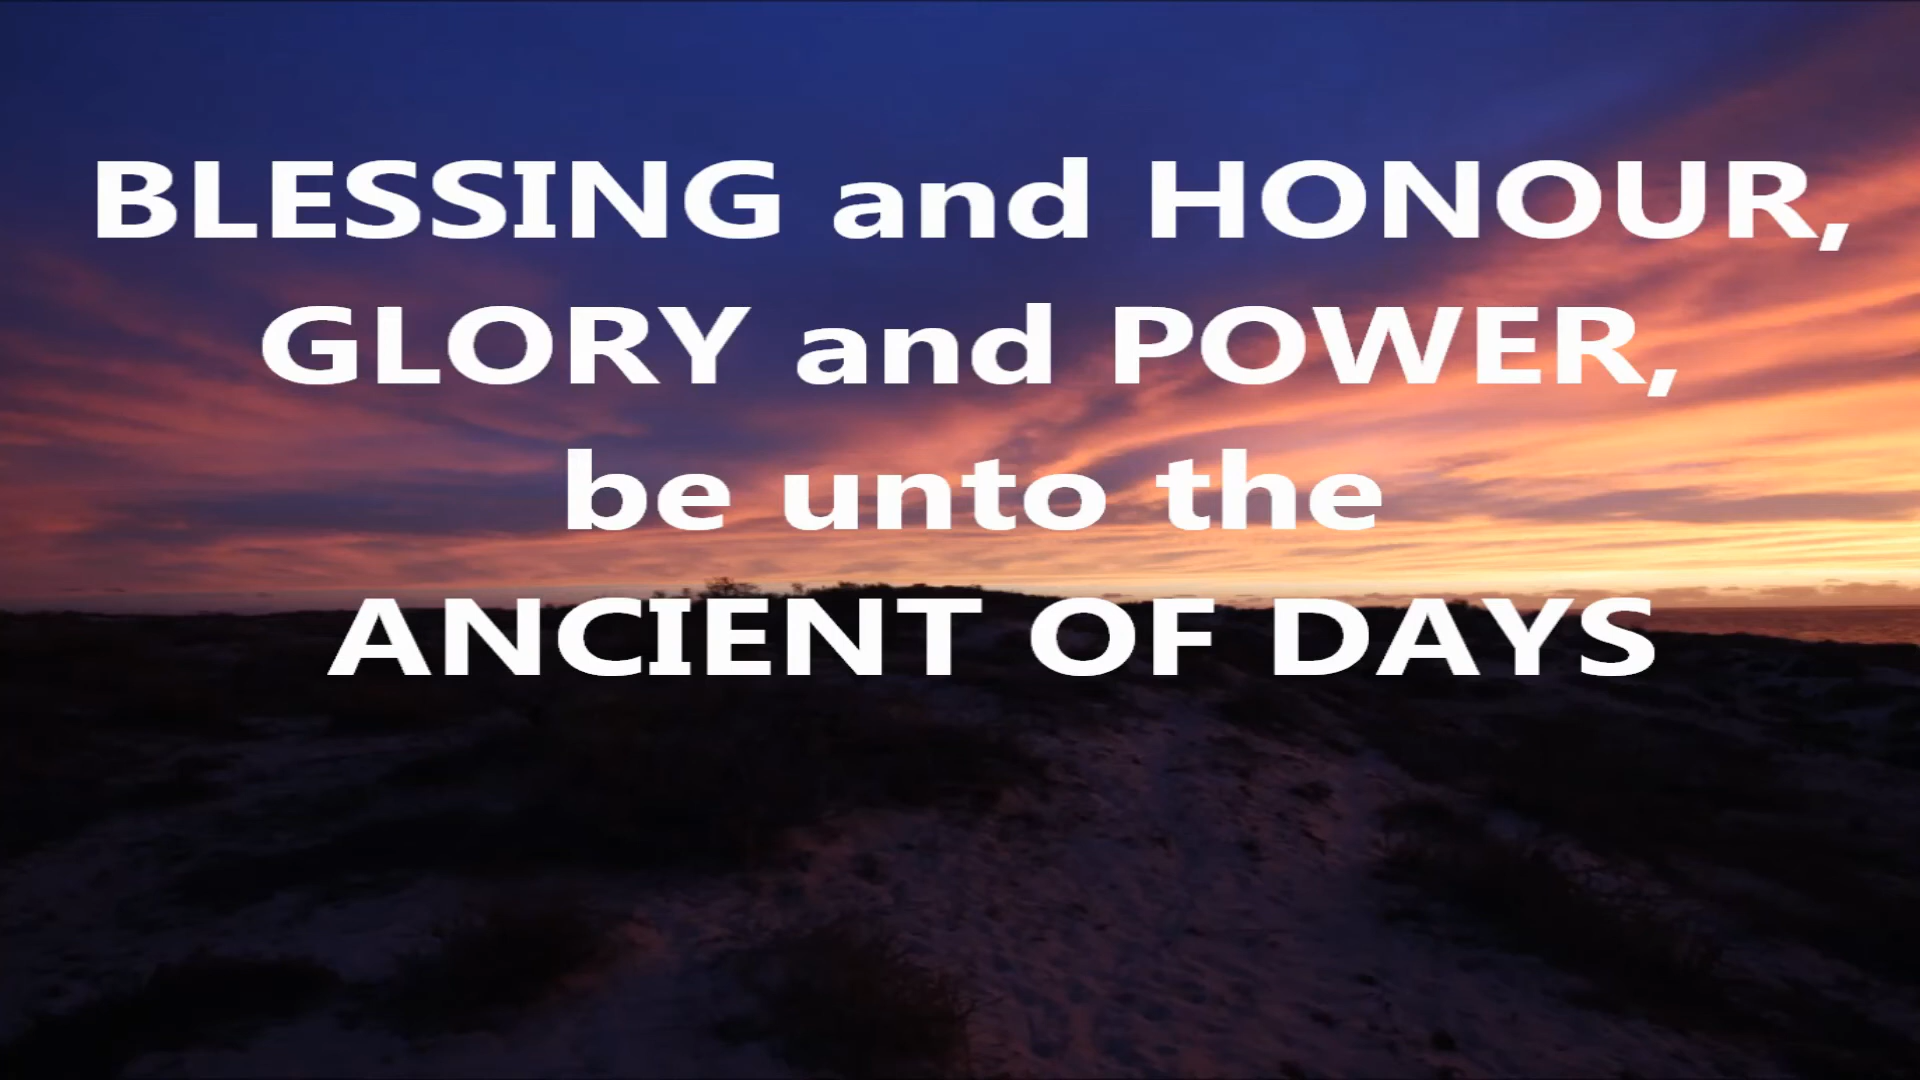 BLESSING and HONOUR,
GLORY and POWER,
be unto the
ANCIENT OF DAYS